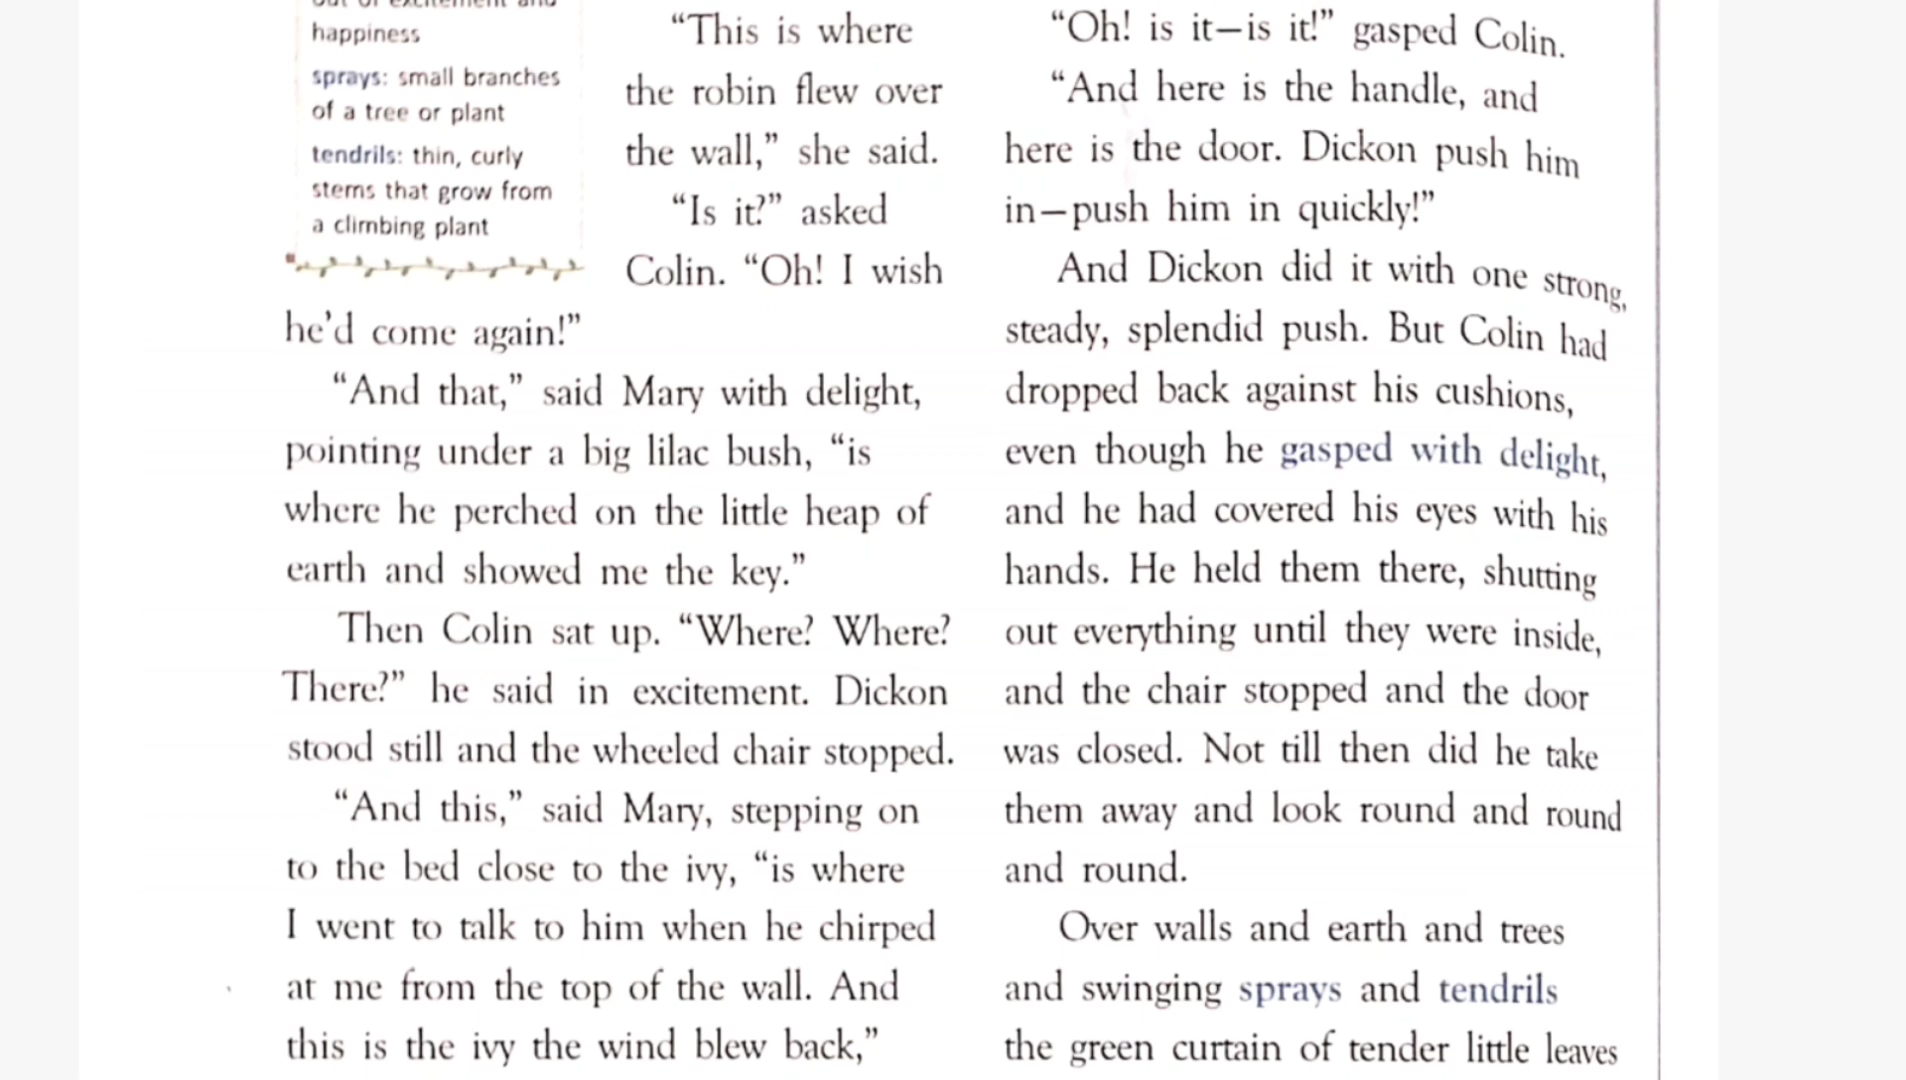 out of excitement and
happiness
sprays: small branches
of a tree or plant
tendrils: thin, curly
stems that grow from
a climbing plant
“This is where
the robin flew over
the wall,” she said.
“Is it?” asked
Colin. “Oh! I wish
he’d come again!”
“And that,” said Mary with delight,
pointing under a big lilac bush, “is
where he perched on the little heap of
earth and showed me the key.”
Then Colin sat up. “Where? Where?
There?” he said in excitement. Dickon
stood still and the wheeled chair stopped.
“And this,” said Mary, stepping on
to the bed close to the ivy, “is where
I went to talk to him when he chirped
at me from the top of the wall. And
this is the ivy the wind blew back,”
“Oh! is it—is it!” gasped Colin.
“And here is the handle, and
here is the door. Dickon push him
in—push him in quickly!”
And Dickon did it with one strong,
steady, splendid push. But Colin had
dropped back against his cushions,
even though he gasped with delight,
and he had covered his eyes with his
hands. He held them there, shutting
out everything until they were inside,
and the chair stopped and the door
was closed. Not till then did he take
them away and look round and round
and round.
Over walls and earth and trees
and swinging sprays and tendrils
the green curtain of tender little leaves